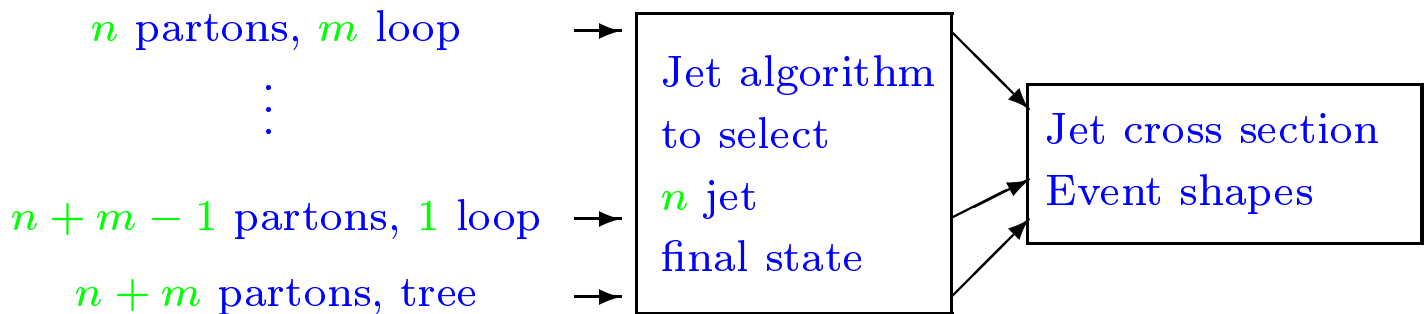 n partons, m loop
⋮
n + m − 1 partons, 1 loop
n + m partons, tree
Jet algorithm
to select
n jet
final state
Jet cross section
Event shapes